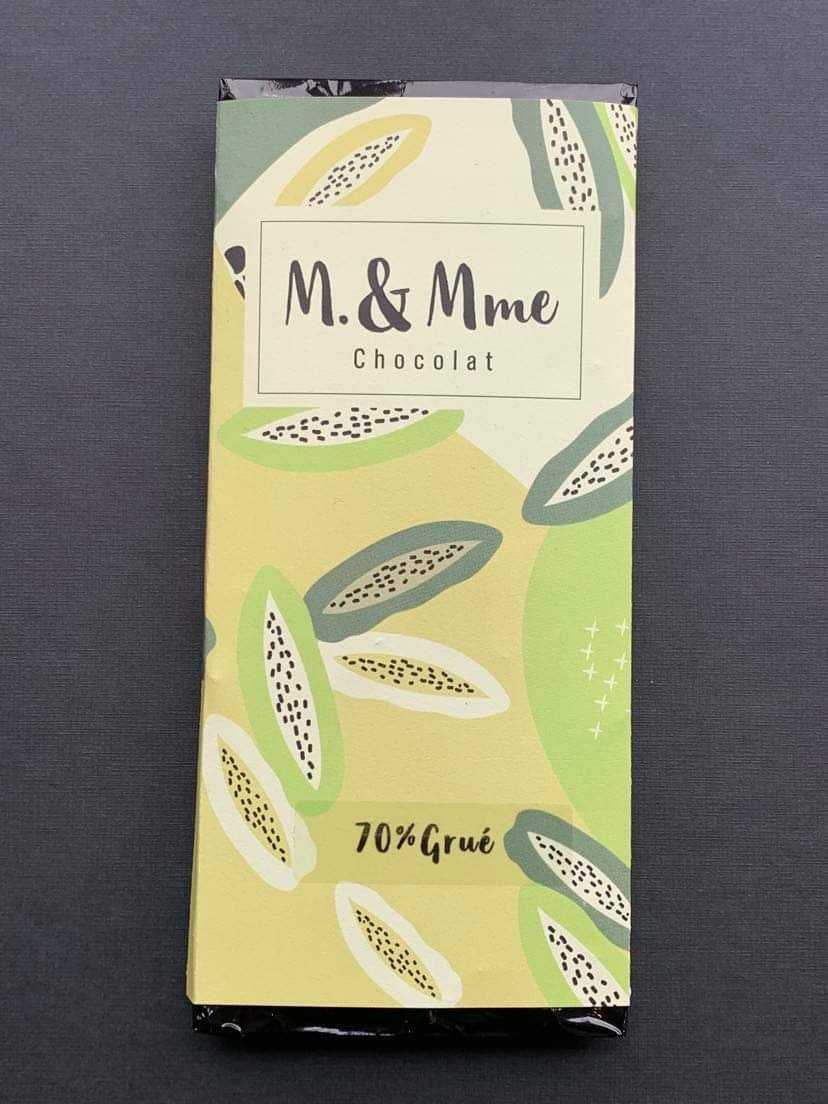 M. & Mme
Chocolat
70% Grué